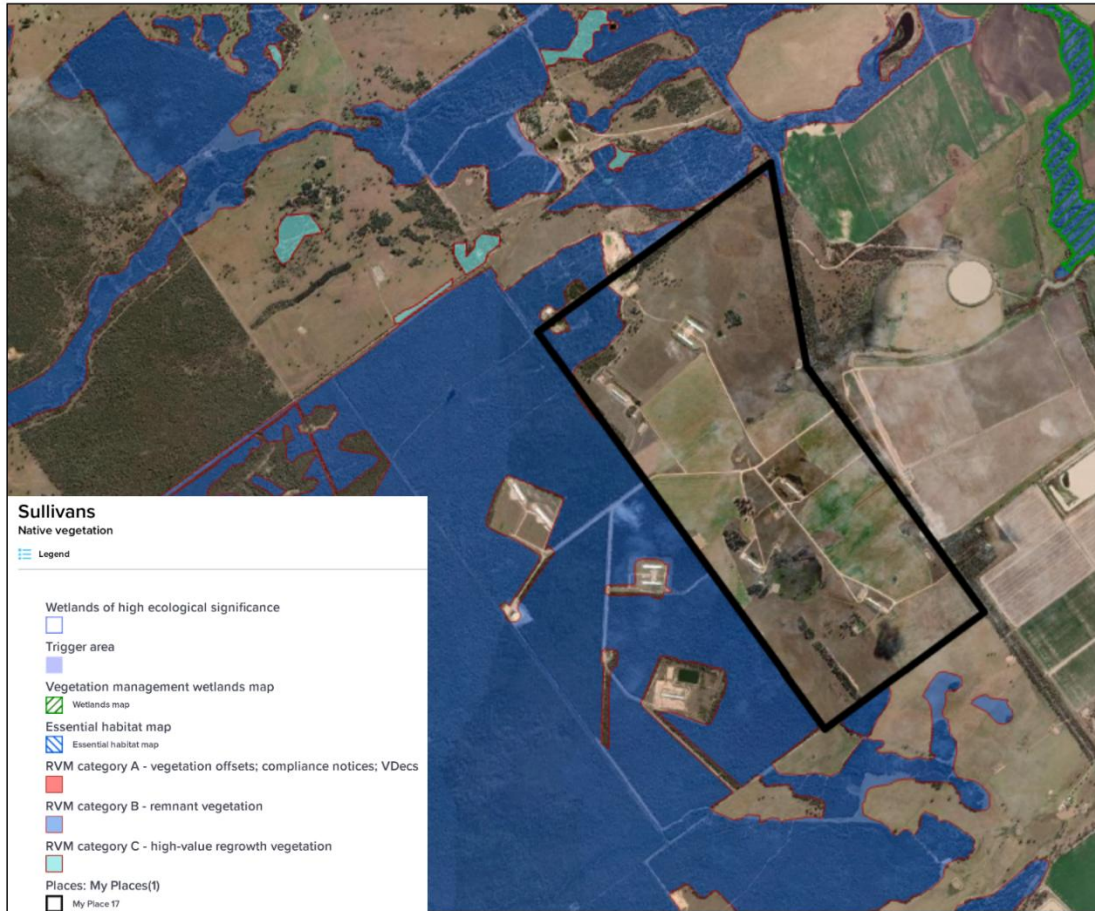 Sullivans
Native vegetation
Legend
Wetlands of high ecological significance
Trigger area
Vegetation management wetlands map
Wetlands map
Essential habitat map
Essential habitat map
RVM category A - vegetation offsets; compliance notices; VDecs
RVM category B - remnant vegetation
RVM category C - high-value regrowth vegetation
Places: My Places(1)
My Place 17